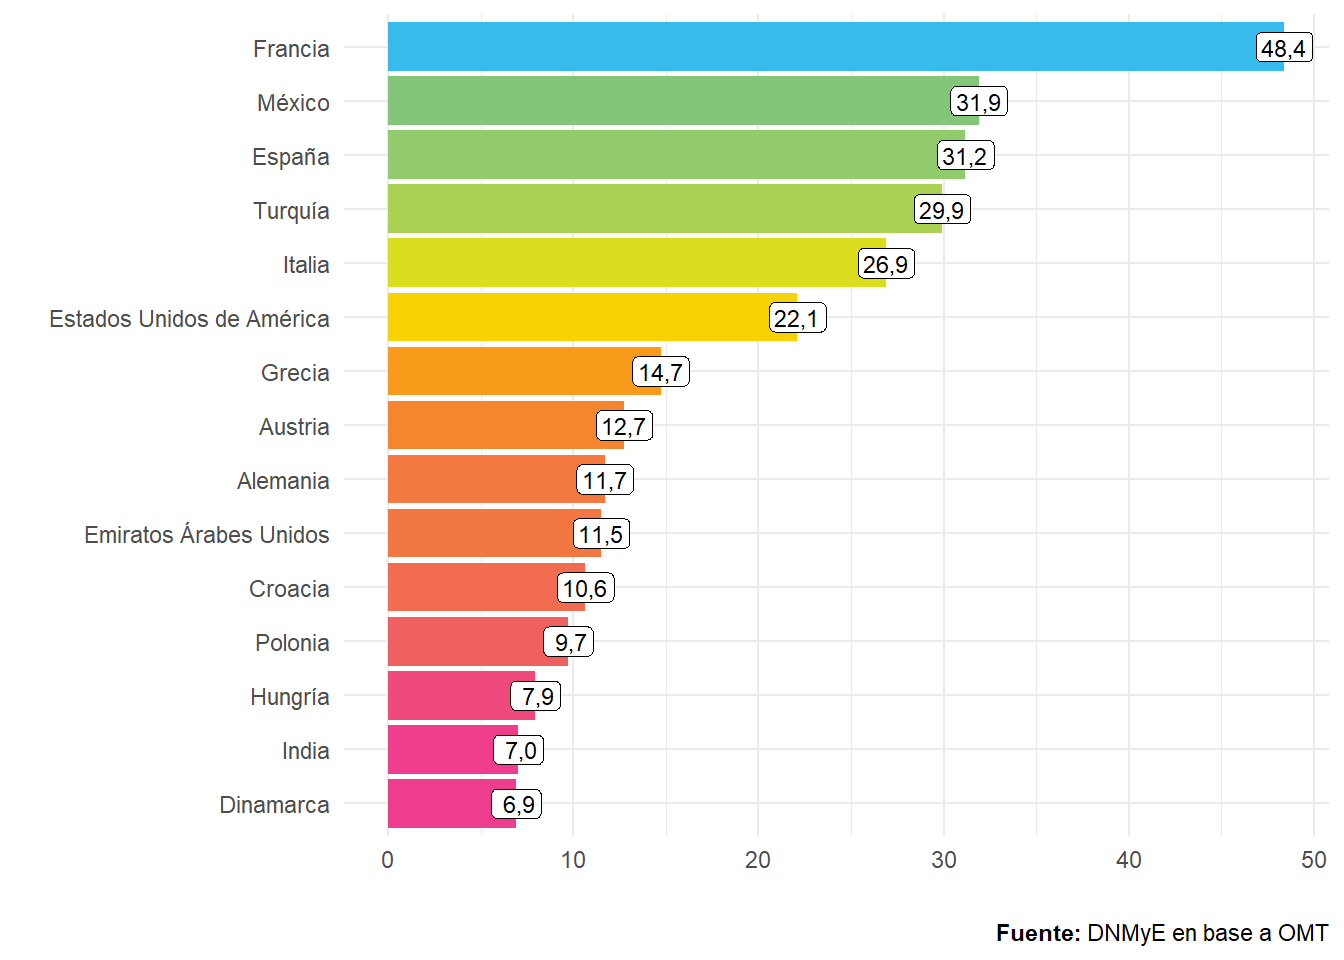 Francia 48,4
México 31,9
España 31,2
Turquía 29,9
Italia 26,9
Estados Unidos de América 22,1
Grecia 14,7
Austria 12,7
Alemania 11,7
Emiratos Árabes Unidos 11,5
Croacia 10,6
Polonia 9,7
Hungría 7,9
India 7,0
Dinamarca 6,9
0 10 20 30 40 50
Fuente: DNMyE en base a OMT